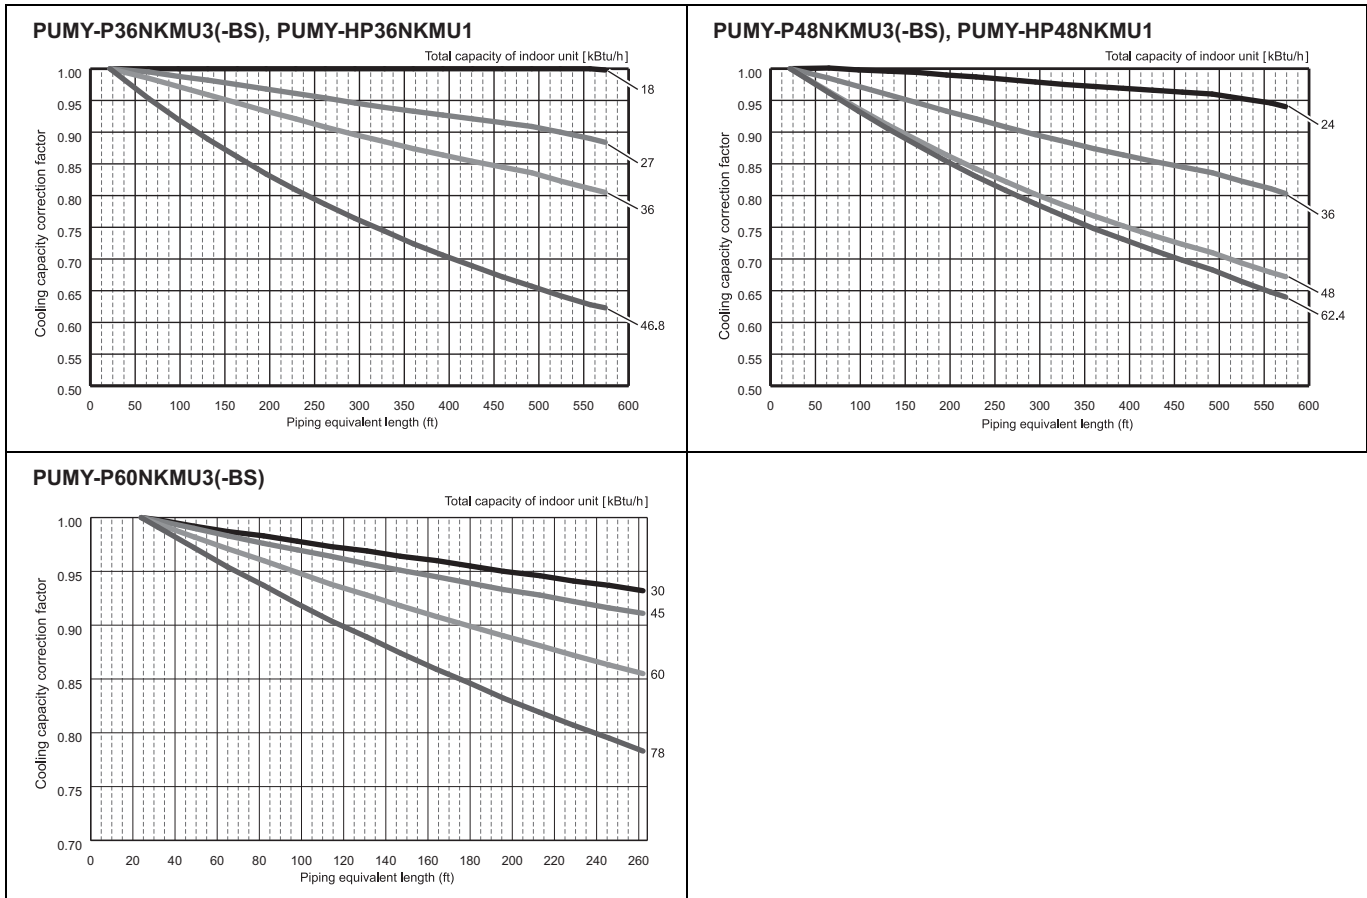 PUMY-P36NKMU3(-BS), PUMY-HP36NKMU1
Total capacity of indoor unit [kBtu/h]
Cooling capacity correction factor
1.00
0.95
0.90
0.85
0.80
0.75
0.70
0.65
0.60
0.55
0.50
18
27
36
46.8
0 50 100 150 200 250 300 350 400 450 500 550 600
Piping equivalent length (ft)
PUMY-P48NKMU3(-BS), PUMY-HP48NKMU1
Total capacity of indoor unit [kBtu/h]
Cooling capacity correction factor
1.00
0.95
0.90
0.85
0.80
0.75
0.70
0.65
0.60
0.55
0.50
24
36
48
62.4
0 50 100 150 200 250 300 350 400 450 500 550 600
Piping equivalent length (ft)
PUMY-P60NKMU3(-BS)
Total capacity of indoor unit [kBtu/h]
Cooling capacity correction factor
1.00
0.95
0.90
0.85
0.80
0.75
0.70
30
45
60
78
0 20 40 60 80 100 120 140 160 180 200 220 240 260
Piping equivalent length (ft)